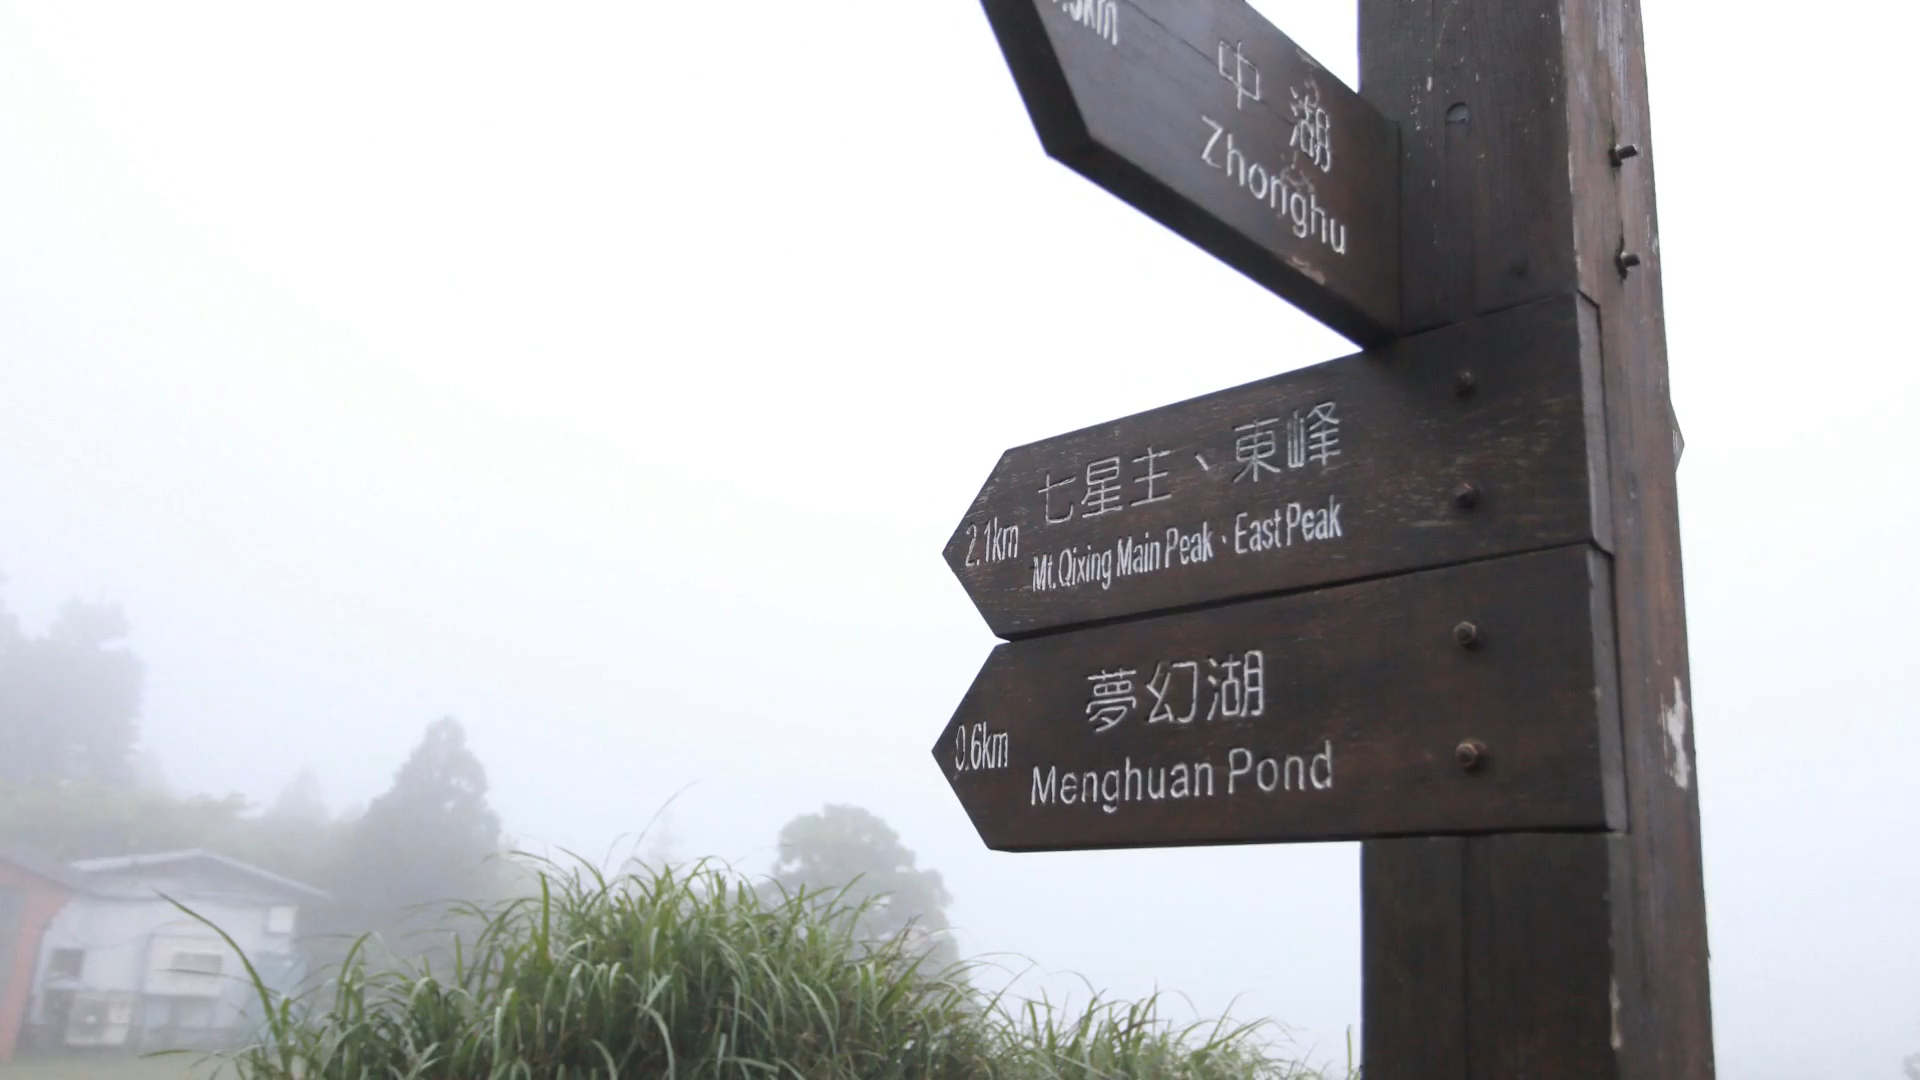 中 湖
Zhonghu
七星主、東峰
2.1km
Mt.Qixing Main Peak、East Peak
夢幻湖
0.6km
Menghuan Pond